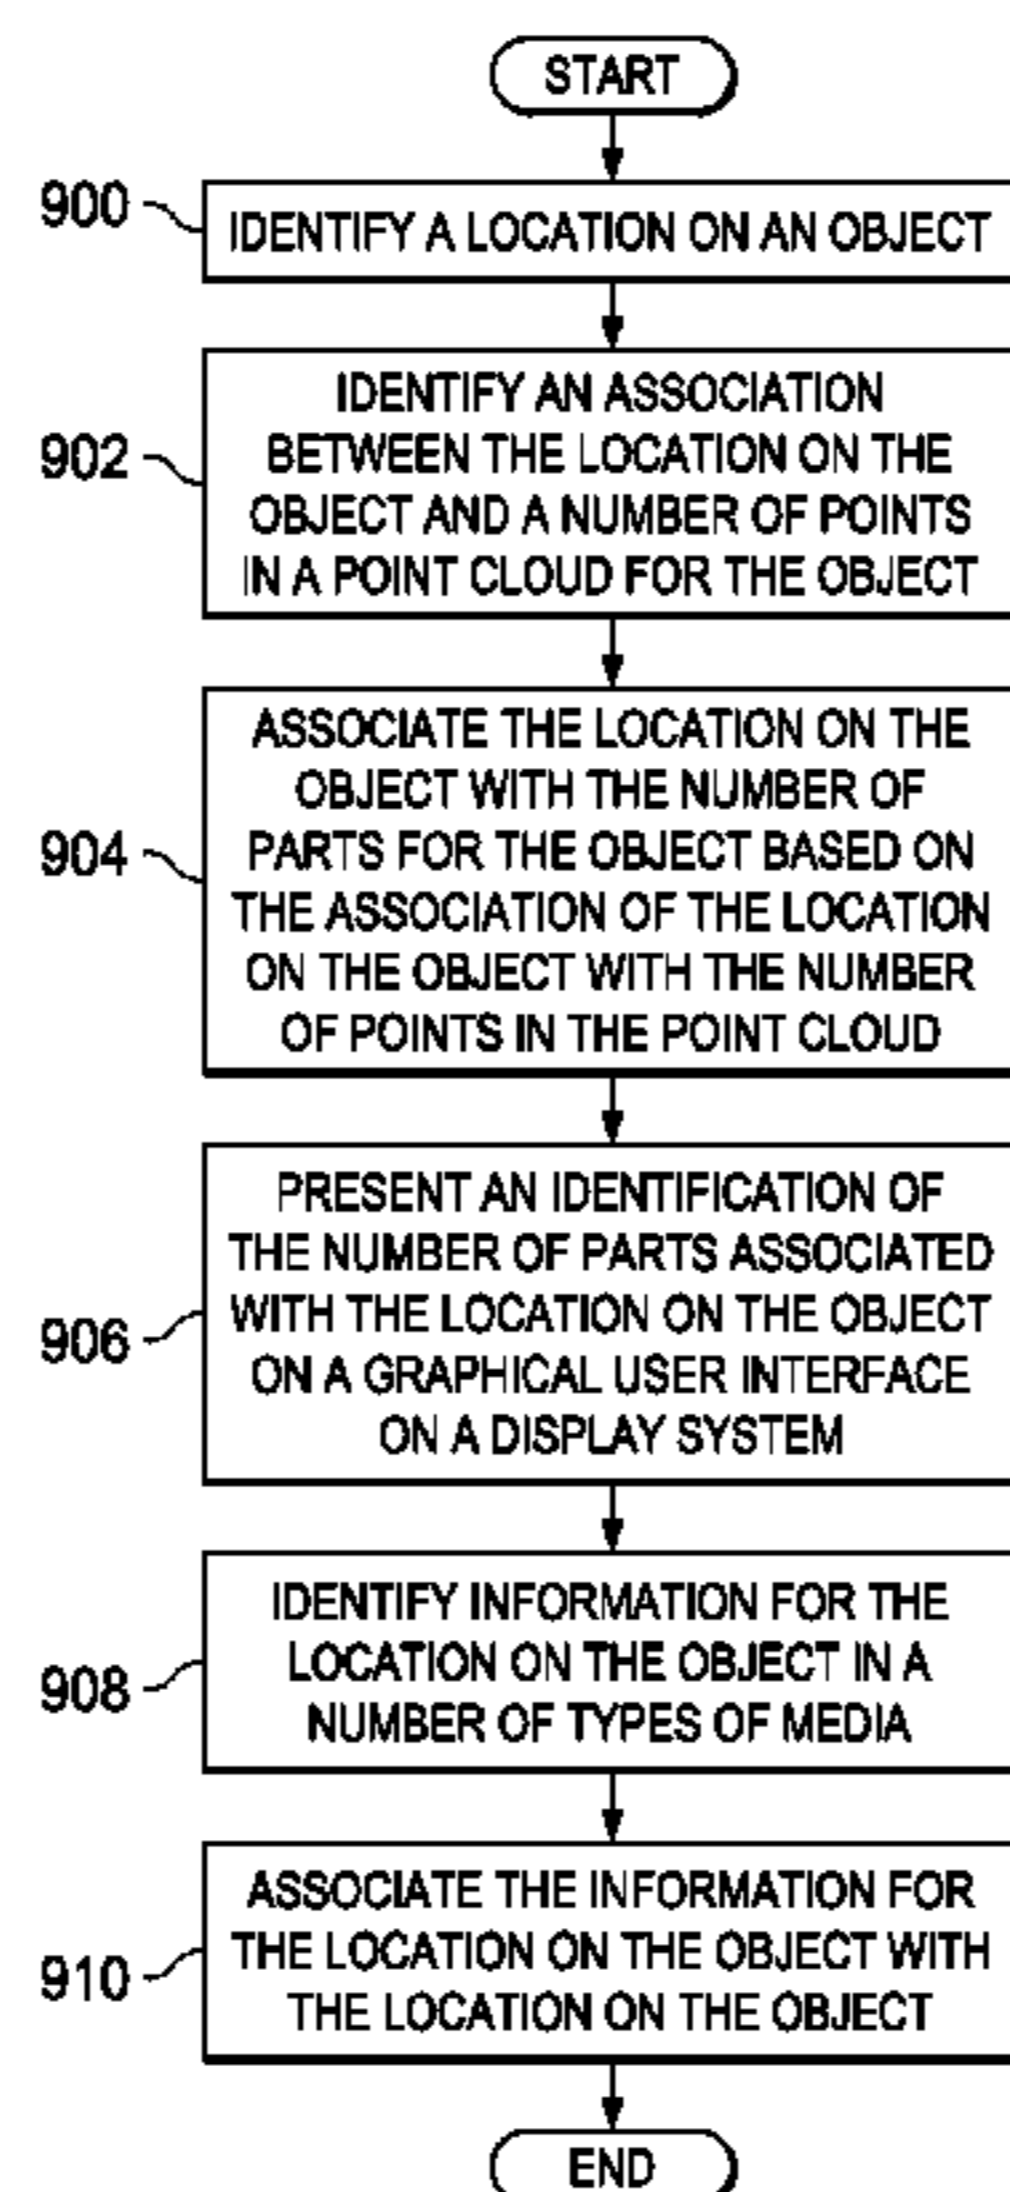 START
900
IDENTIFY A LOCATION ON AN OBJECT
902
IDENTIFY AN ASSOCIATION
BETWEEN THE LOCATION ON THE
OBJECT AND A NUMBER OF POINTS
IN A POINT CLOUD FOR THE OBJECT
904
ASSOCIATE THE LOCATION ON THE
OBJECT WITH THE NUMBER OF
PARTS FOR THE OBJECT BASED ON
THE ASSOCIATION OF THE LOCATION
ON THE OBJECT WITH THE NUMBER
OF POINTS IN THE POINT CLOUD
906
PRESENT AN IDENTIFICATION OF
THE NUMBER OF PARTS ASSOCIATED
WITH THE LOCATION ON THE OBJECT
ON A GRAPHICAL USER INTERFACE
ON A DISPLAY SYSTEM
908
IDENTIFY INFORMATION FOR THE
LOCATION ON THE OBJECT IN A
NUMBER OF TYPES OF MEDIA
910
ASSOCIATE THE INFORMATION FOR
THE LOCATION ON THE OBJECT WITH
THE LOCATION ON THE OBJECT
END